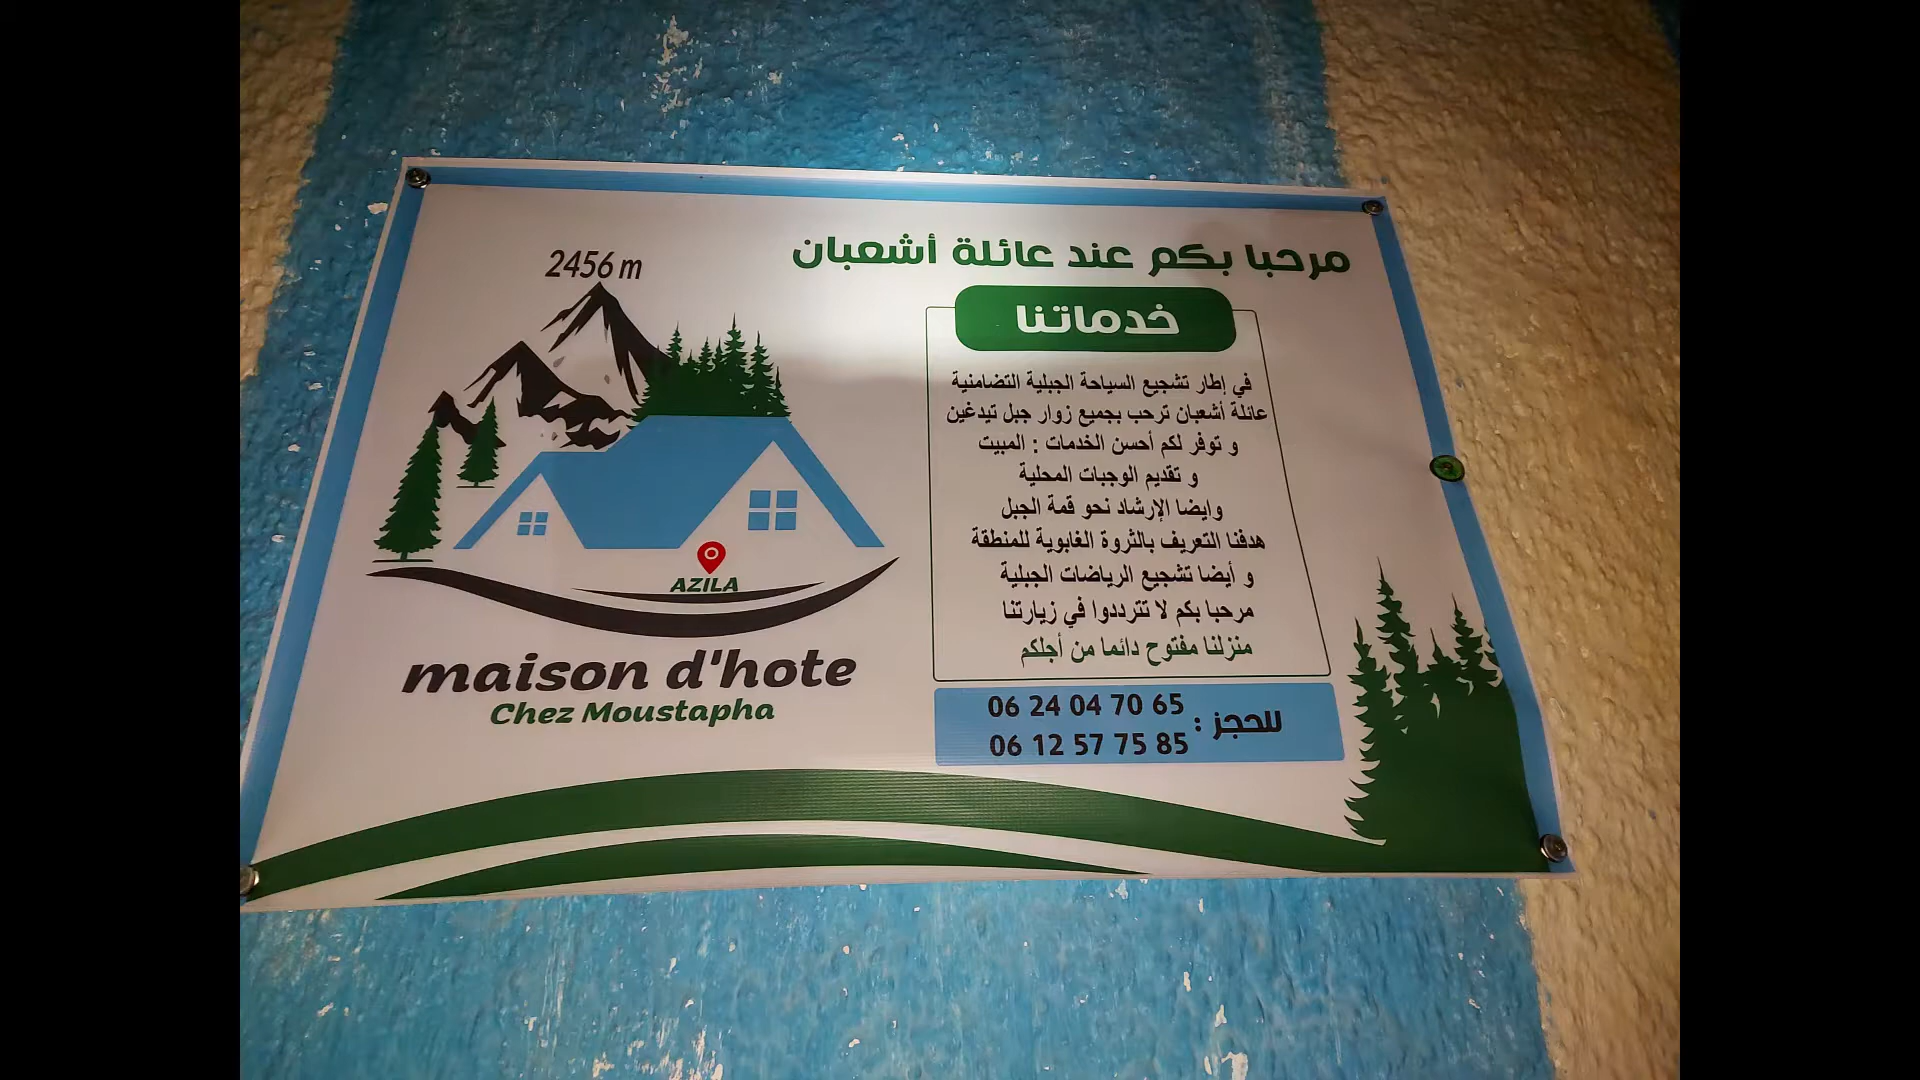 مرحبا بكم عند عائلة أشعبان
2456 m
خدماتنا
في إطار تشجيع السياحة الجبلية التضامنية
عائلة أشعبان ترحب بجميع زوار جبل تيدغين
و توفر لكم أحسن الخدمات : المبيت
و تقديم الوجبات المحلية
وايضا الإرشاد نحو قمة الجبل
هدفنا التعريف بالثروة الغابوية للمنطقة
و أيضا تشجيع الرياضات الجبلية
مرحبا بكم لا تترددوا في زيارتنا
منزلنا مفتوح دائما من أجلكم
AZILA
maison d'hote
Chez Moustapha
للحجز : 06 24 04 70 65
06 12 57 75 85